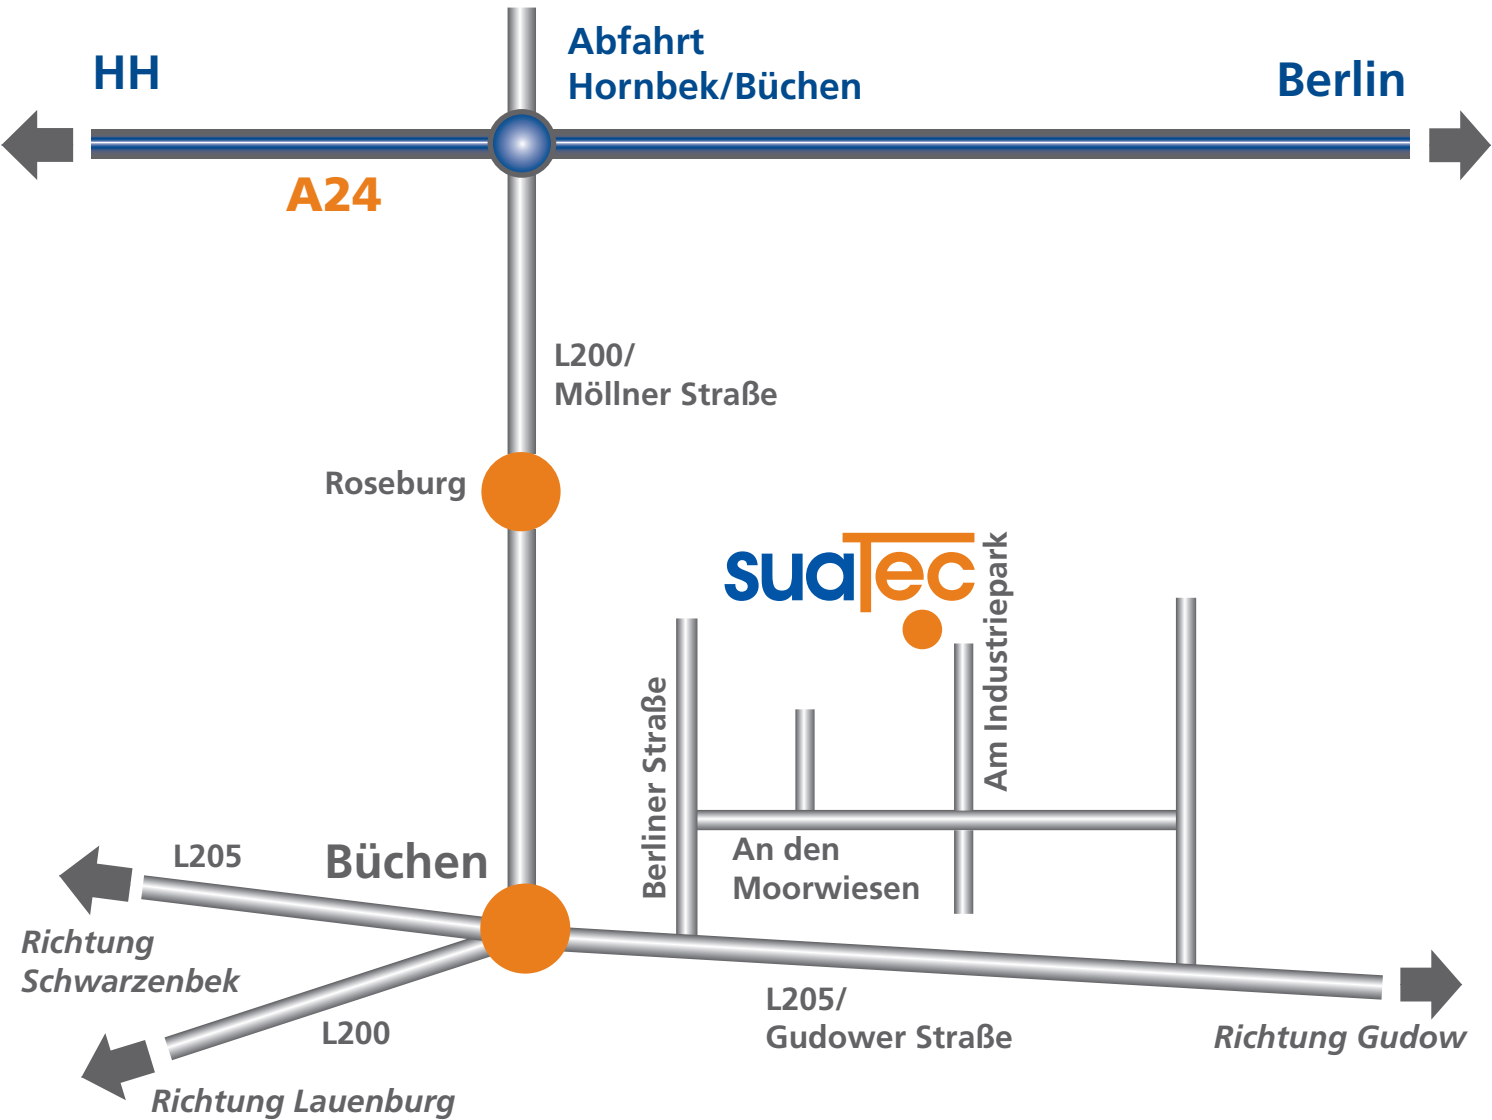 HH
Abfahrt
Hornbek/Büchen
Berlin
A24
L200/
Möllner Straße
Roseburg
suaTec
Am Industriepark
Berliner Straße
An den
Moorwiesen
L205
Büchen
Richtung
Schwarzenbek
L200
Richtung Lauenburg
L205/
Gudower Straße
Richtung Gudow